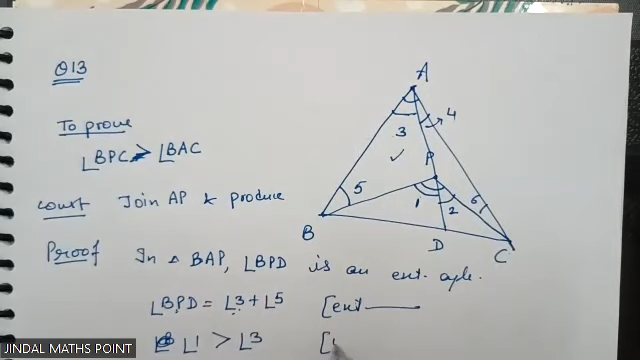 Q13
To prove
∠BPC > ∠BAC
Const Join AP & produce
Proof In △ BAP, ∠BPD is an ext. angle.
∠BPD = ∠3 + ∠5 [ext
∠1 > ∠3 [
A
4
3
P
5
6
1
2
B
D
C
JINDAL MATHS POINT